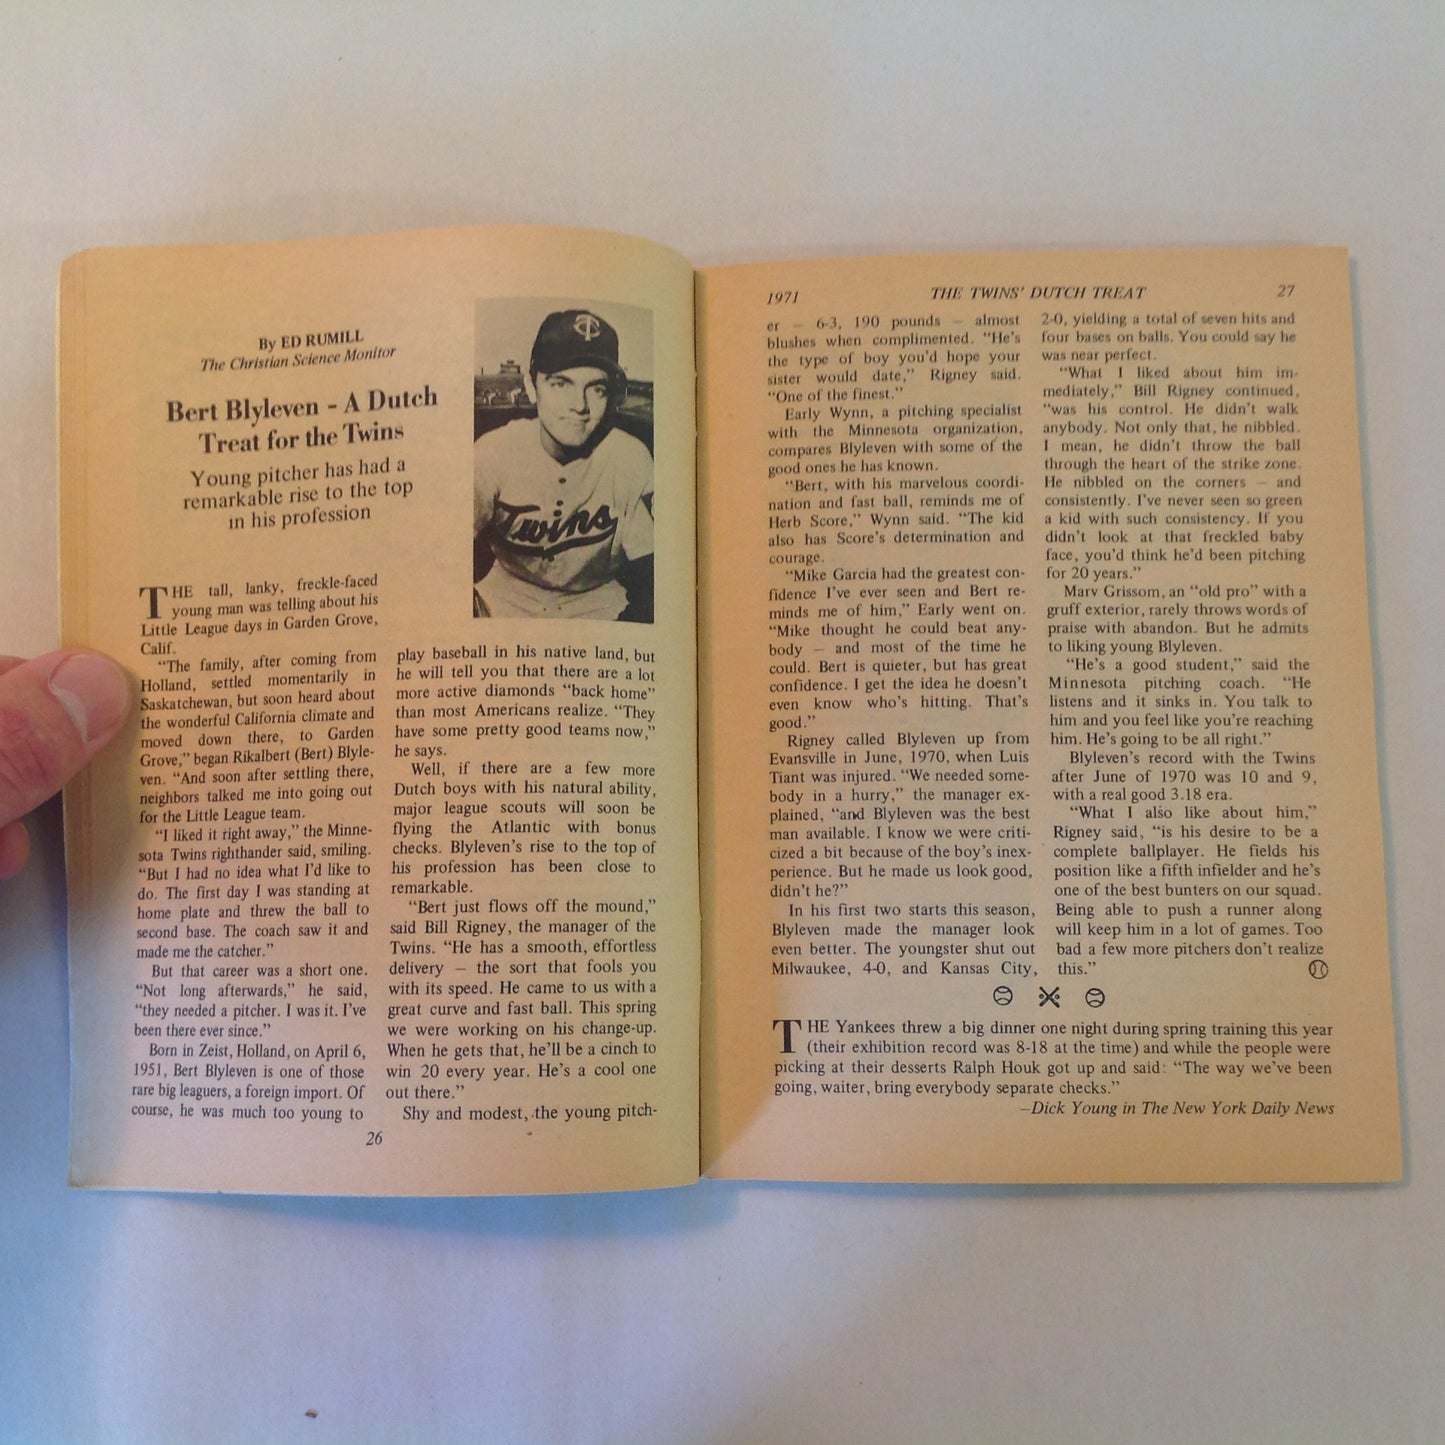 By ED RUMILL
The Christian Science Monitor
Bert Blyleven - A Dutch
Treat for the Twins
Young pitcher has had a
remarkable rise to the top
in his profession
TC
Twins
THE tall, lanky, freckle-faced
young man was telling about his
Little League days in Garden Grove,
Calif.
"The family, after coming from
Holland, settled momentarily in
Saskatchewan, but soon heard about
the wonderful California climate and
moved down there, to Garden
Grove," began Rikalbert (Bert) Blyle-
ven. "And soon after settling there,
neighbors talked me into going out
for the Little League team.
"I liked it right away," the Minne-
sota Twins righthander said, smiling.
"But I had no idea what I'd like to
do. The first day I was standing at
home plate and threw the ball to
second base. The coach saw it and
made me the catcher."
But that career was a short one.
"Not long afterwards," he said,
"they needed a pitcher. I was it. I've
been there ever since."
Born in Zeist, Holland, on April 6,
1951, Bert Blyleven is one of those
rare big leaguers, a foreign import. Of
course, he was much too young to
play baseball in his native land, but
he will tell you that there are a lot
more active diamonds "back home"
than most Americans realize. "They
have some pretty good teams now,"
he says.
Well, if there are a few more
Dutch boys with his natural ability,
major league scouts will soon be
flying the Atlantic with bonus
checks. Blyleven's rise to the top of
his profession has been close to
remarkable.
"Bert just flows off the mound,"
said Bill Rigney, the manager of the
Twins. "He has a smooth, effortless
delivery — the sort that fools you
with its speed. He came to us with a
great curve and fast ball. This spring
we were working on his change-up.
When he gets that, he'll be a cinch to
win 20 every year. He's a cool one
out there."
Shy and modest, the young pitch-
26
1971
THE TWINS' DUTCH TREAT
27
er — 6-3, 190 pounds — almost
blushes when complimented. "He's
the type of boy you'd hope your
sister would date," Rigney said.
"One of the finest."
Early Wynn, a pitching specialist
with the Minnesota organization,
compares Blyleven with some of the
good ones he has known.
"Bert, with his marvelous coordi-
nation and fast ball, reminds me of
Herb Score," Wynn said. "The kid
also has Score's determination and
courage.
"Mike Garcia had the greatest con-
fidence I've ever seen and Bert re-
minds me of him," Early went on.
"Mike thought he could beat any-
body — and most of the time he
could. Bert is quieter, but has great
confidence. I get the idea he doesn't
even know who's hitting. That's
good."
Rigney called Blyleven up from
Evansville in June, 1970, when Luis
Tiant was injured. "We needed some-
body in a hurry," the manager ex-
plained, "and Blyleven was the best
man available. I know we were criti-
cized a bit because of the boy's inex-
perience. But he made us look good,
didn't he?"
In his first two starts this season,
Blyleven made the manager look
even better. The youngster shut out
Milwaukee, 4-0, and Kansas City,
2-0, yielding a total of seven hits and
four bases on balls. You could say he
was near perfect.
"What I liked about him im-
mediately," Bill Rigney continued,
"was his control. He didn't walk
anybody. Not only that, he nibbled.
I mean, he didn't throw the ball
through the heart of the strike zone.
He nibbled on the corners — and
consistently. I've never seen so green
a kid with such consistency. If you
didn't look at that freckled baby
face, you'd think he'd been pitching
for 20 years."
Marv Grissom, an "old pro" with a
gruff exterior, rarely throws words of
praise with abandon. But he admits
to liking young Blyleven.
"He's a good student," said the
Minnesota pitching coach. "He
listens and it sinks in. You talk to
him and you feel like you're reaching
him. He's going to be all right."
Blyleven's record with the Twins
after June of 1970 was 10 and 9,
with a real good 3.18 era.
"What I also like about him,"
Rigney said, "is his desire to be a
complete ballplayer. He fields his
position like a fifth infielder and he's
one of the best bunters on our squad.
Being able to push a runner along
will keep him in a lot of games. Too
bad a few more pitchers don't realize
this."
THE Yankees threw a big dinner one night during spring training this year
(their exhibition record was 8-18 at the time) and while the people were
picking at their desserts Ralph Houk got up and said: "The way we've been
going, waiter, bring everybody separate checks."
—Dick Young in The New York Daily News